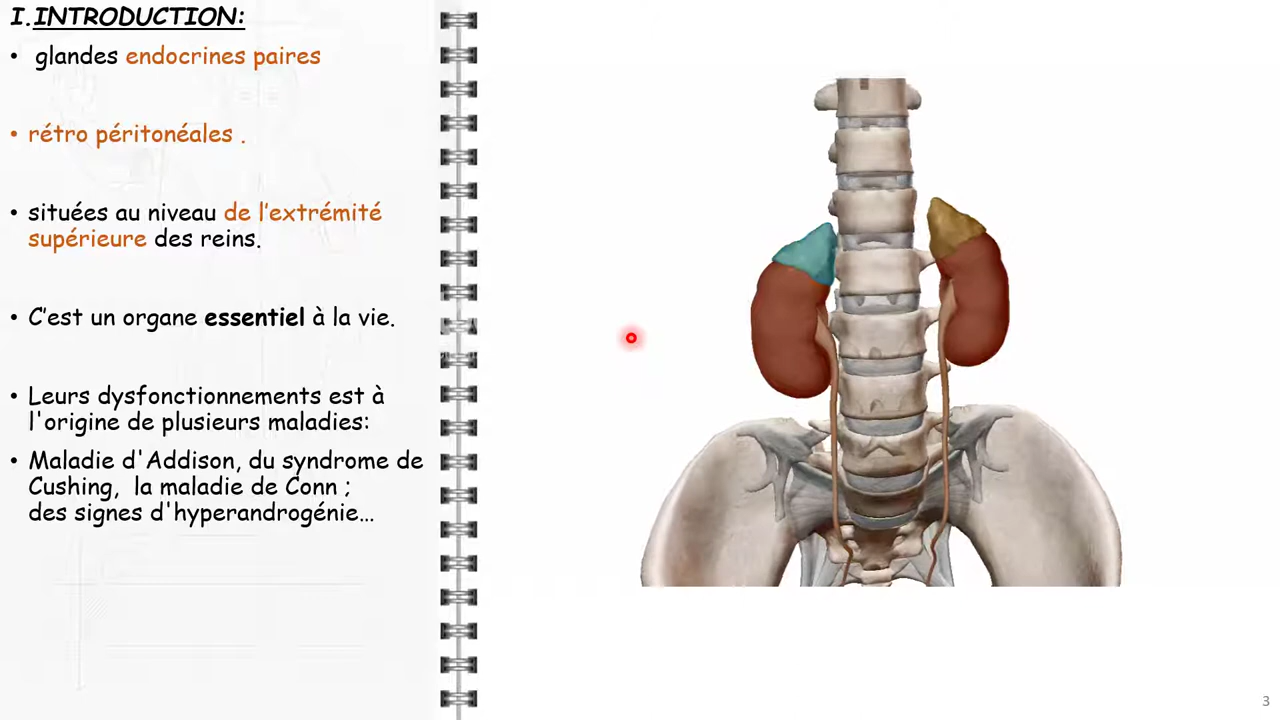 I. INTRODUCTION:
• glandes endocrines paires
• rétro péritonéales .
• situées au niveau de l'extrémité
supérieure des reins.
• C'est un organe essentiel à la vie.
• Leurs dysfonctionnements est à
l'origine de plusieurs maladies:
• Maladie d'Addison, du syndrome de
Cushing, la maladie de Conn ;
des signes d'hyperandrogénie…
3